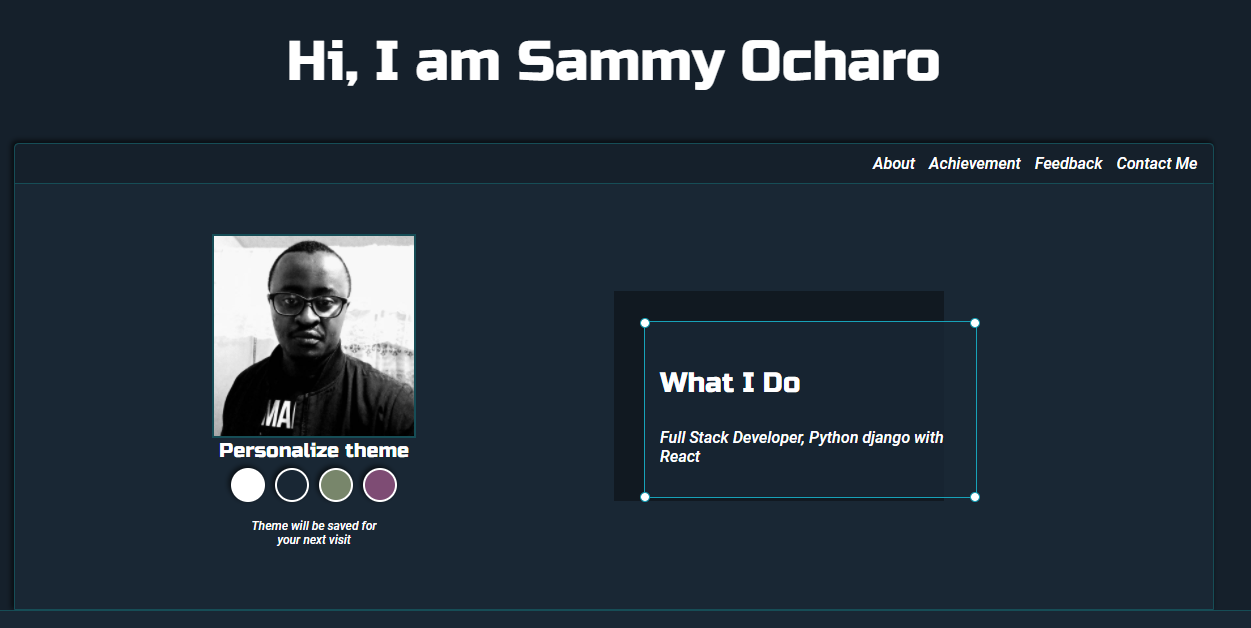 Hi, I am Sammy Ocharo
About Achievement Feedback Contact Me
MA
Personalize theme
Theme will be saved for
your next visit
What I Do
Full Stack Developer, Python django with
React